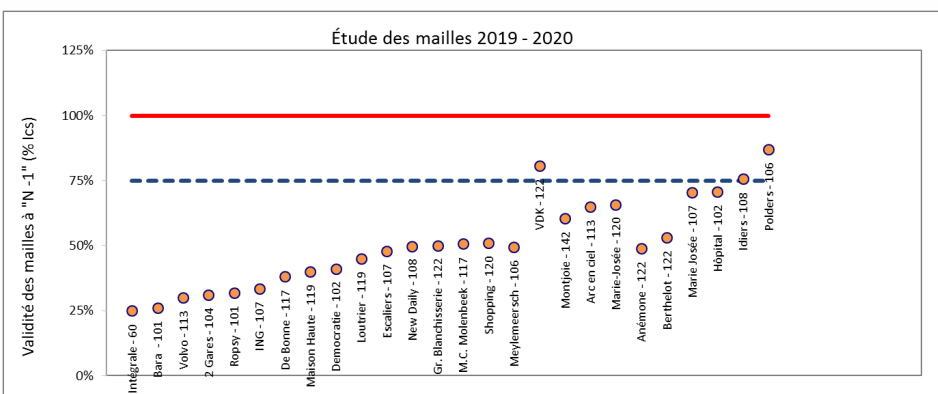 Étude des mailles 2019 - 2020
Validité des mailles à "N -1" (% Ics)
125%
100%
75%
50%
25%
0%
Intégrale - 60
Bara - 101
Volvo - 113
2 Gares - 104
Ropsy - 101
ING - 107
De Bonne - 117
Maison Haute - 119
Democratie - 102
Loutrier - 119
Escaliers - 107
New Daily - 108
Gr. Blanchisserie - 122
M.C. Molenbeek - 117
Shopping - 120
Meylemeersch - 106
VDK - 122
Montjoie - 142
Arc en ciel - 113
Marie-Josée - 120
Anémone - 122
Berthelot - 122
Marie Josée - 107
Hôpital - 102
Idiers - 108
Polders - 106